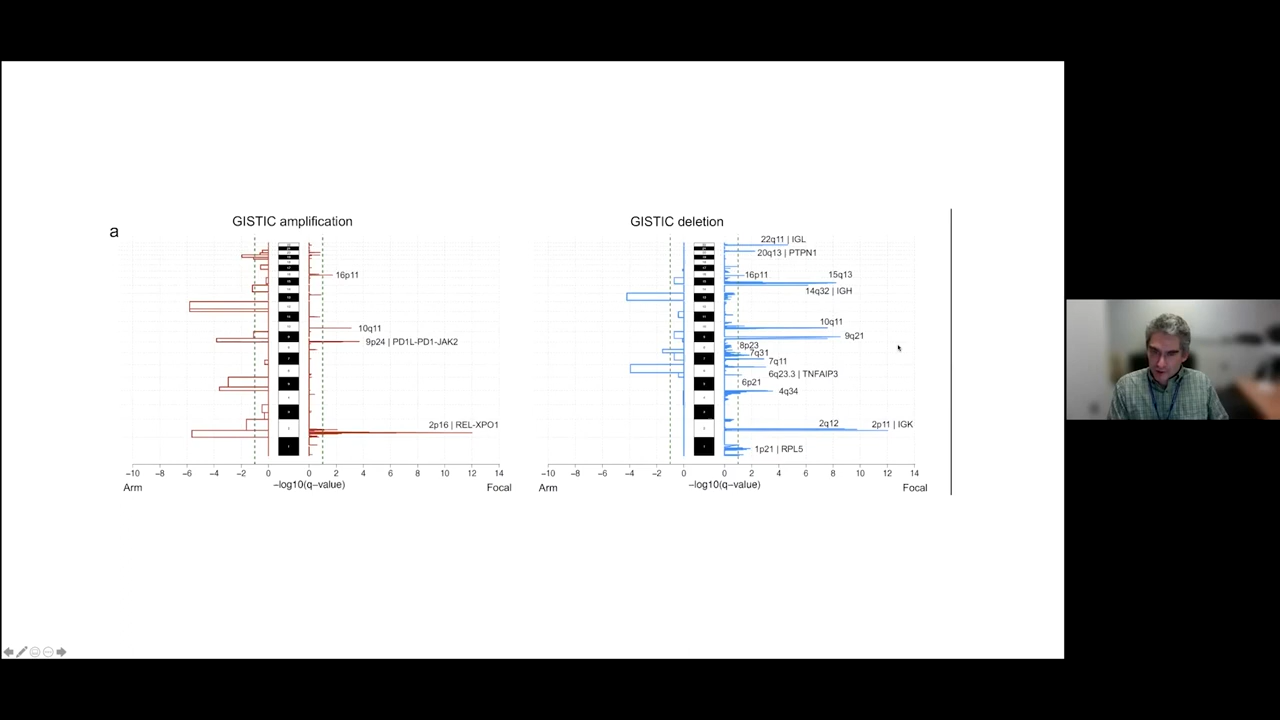 GISTIC amplification
GISTIC deletion
a
16p11
10q11
9p24 | PD1L-PD1-JAK2
2p16 | REL-XPO1
−10 −8 −6 −4 −2 0 0 2 4 6 8 10 12 14
Arm
−log10(q−value)
Focal
22q11 | IGL
20q13 | PTPN1
16p11
15q13
14q32 | IGH
10q11
9q21
8p23
7q31
7q11
6q23.3 | TNFAIP3
6p21
4q34
2q12
2p11 | IGK
1p21 | RPL5
−10 −8 −6 −4 −2 0 0 2 4 6 8 10 12 14
Arm
−log10(q−value)
Focal